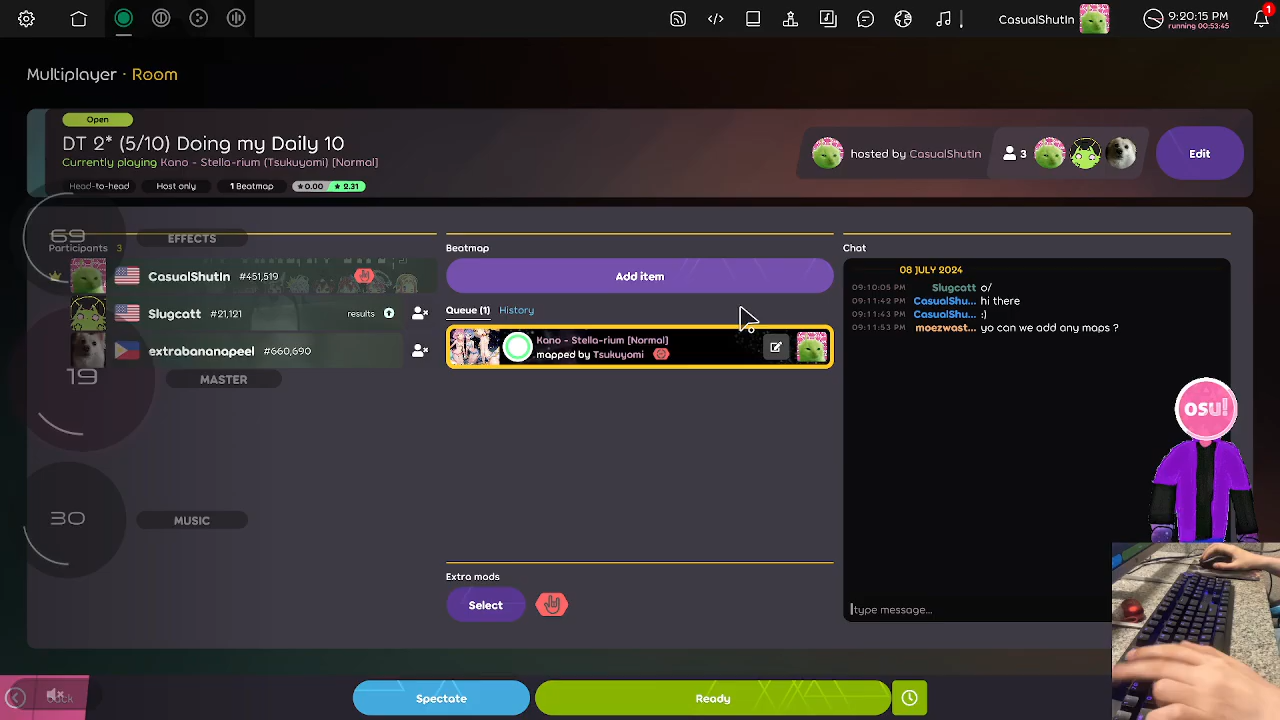 CasualShutIn
9:20:15 PM
running 00:53:45
1
Multiplayer · Room
Open
DT 2* (5/10) Doing my Daily 10
Currently playing Kano - Stella-rium (Tsukuyomi) [Normal]
Head-to-head
Host only
1 Beatmap
★0.00 ★2.31
hosted by CasualShutIn
3
Edit
69
EFFECTS
19
MASTER
30
MUSIC
Participants 3
CasualShutIn #451,519
Slugcatt #21,121
results
extrabananapeel #660,690
Beatmap
Add item
Queue (1)
History
Kano - Stella-rium [Normal]
mapped by Tsukuyomi
Extra mods
Select
Chat
08 JULY 2024
09:10:05 PM Slugcatt o/
09:11:42 PM CasualShu... hi there
09:11:43 PM CasualShu... :)
09:11:53 PM moezwast... yo can we add any maps ?
type message...
osu!
back
Spectate
Ready